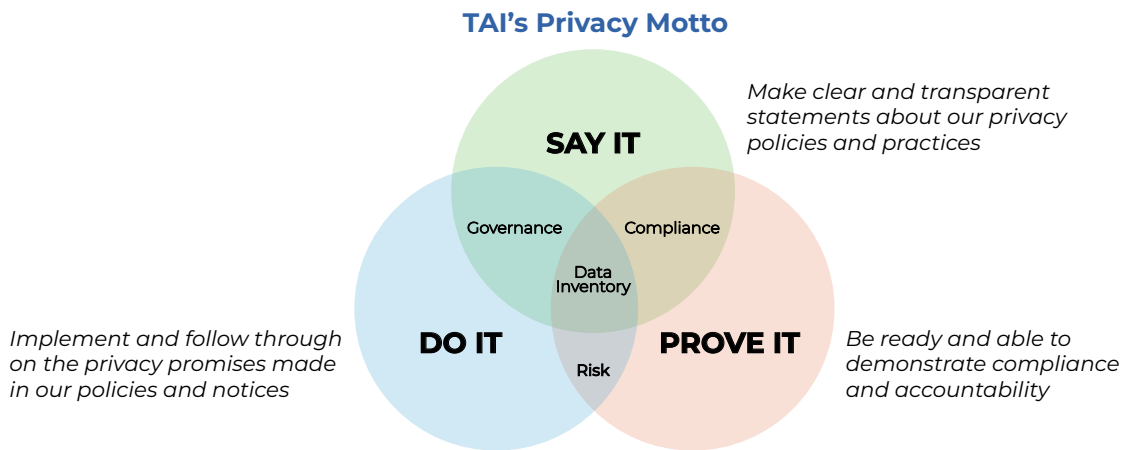 TAI’s Privacy Motto
Make clear and transparent
statements about our privacy
policies and practices
SAY IT
Governance
Compliance
Data
Inventory
Implement and follow through
on the privacy promises made
in our policies and notices
DO IT
PROVE IT
Risk
Be ready and able to
demonstrate compliance
and accountability